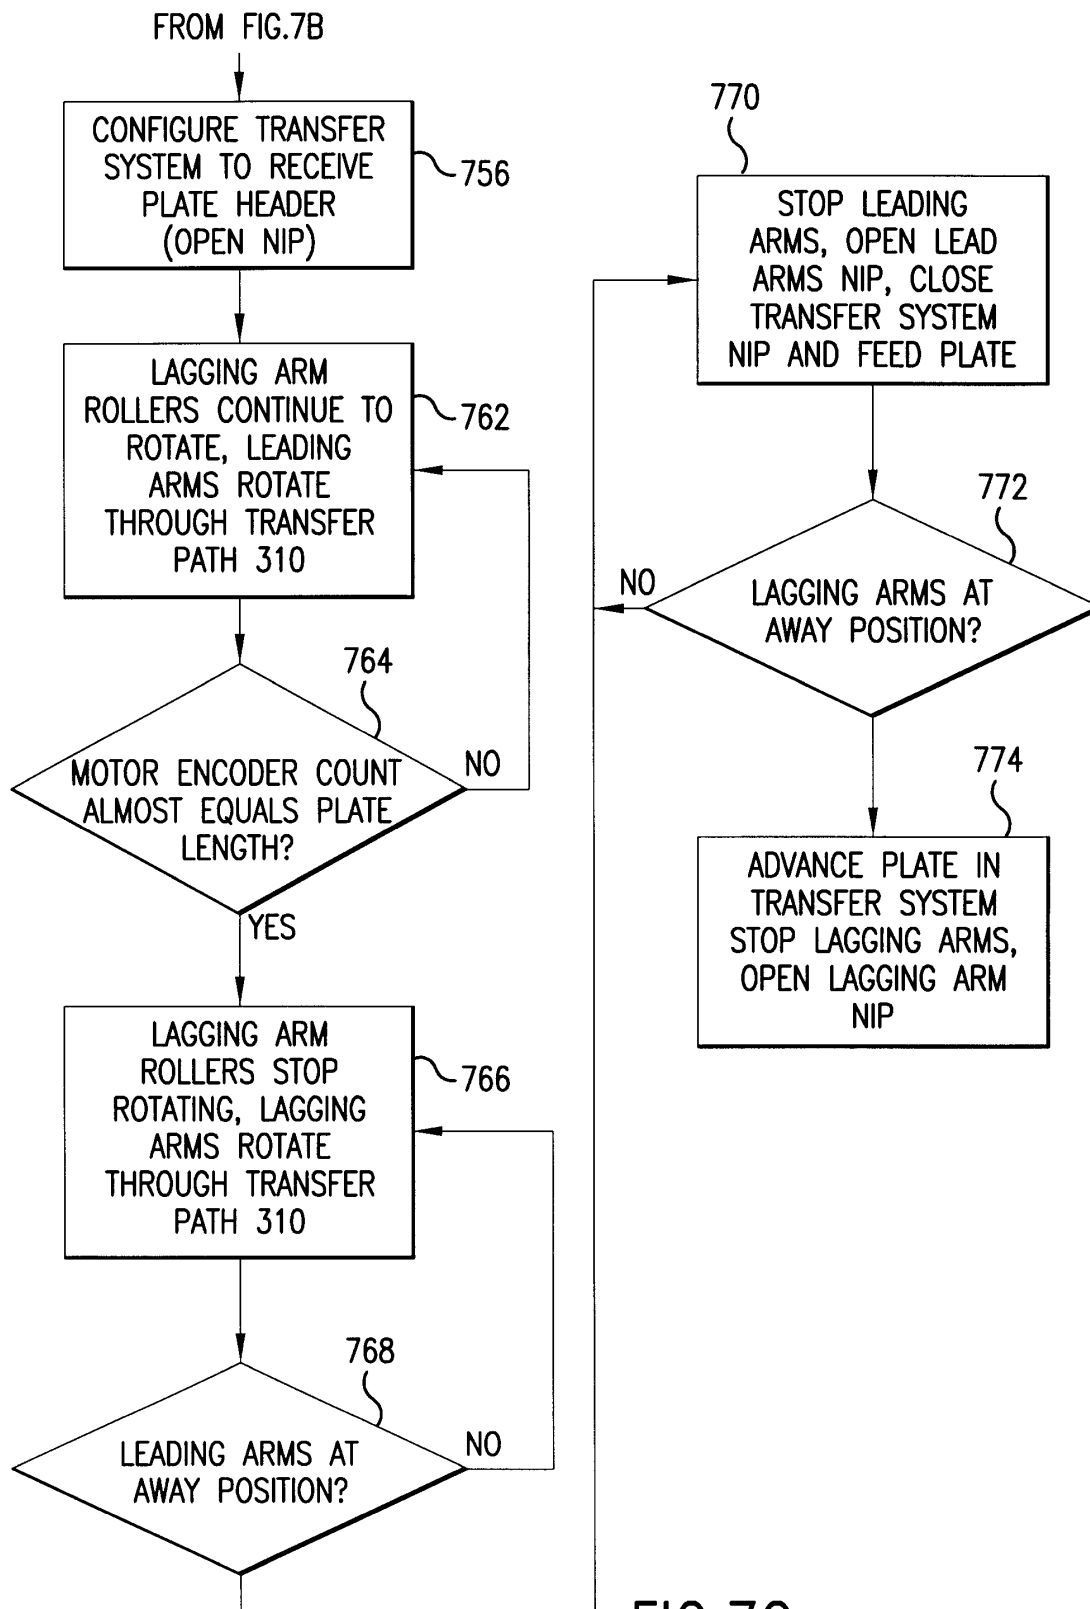 FROM FIG.7B
CONFIGURE TRANSFER
SYSTEM TO RECEIVE
PLATE HEADER
(OPEN NIP)
756
LAGGING ARM
ROLLERS CONTINUE TO
ROTATE, LEADING
ARMS ROTATE
THROUGH TRANSFER
PATH 310
762
764
MOTOR ENCODER COUNT
ALMOST EQUALS PLATE
LENGTH?
NO
YES
LAGGING ARM
ROLLERS STOP
ROTATING, LAGGING
ARMS ROTATE
THROUGH TRANSFER
PATH 310
766
768
LEADING ARMS AT
AWAY POSITION?
NO
770
STOP LEADING
ARMS, OPEN LEAD
ARMS NIP, CLOSE
TRANSFER SYSTEM
NIP AND FEED PLATE
772
NO
LAGGING ARMS AT
AWAY POSITION?
774
ADVANCE PLATE IN
TRANSFER SYSTEM
STOP LAGGING ARMS,
OPEN LAGGING ARM
NIP